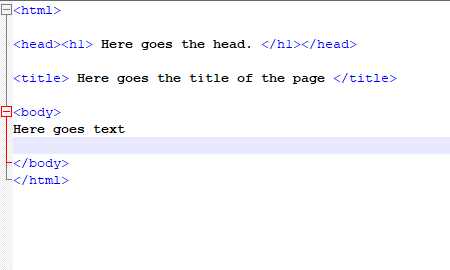 <html>
<head><h1> Here goes the head. </h1></head>
<title> Here goes the title of the page </title>
<body>
Here goes text
</body>
</html>